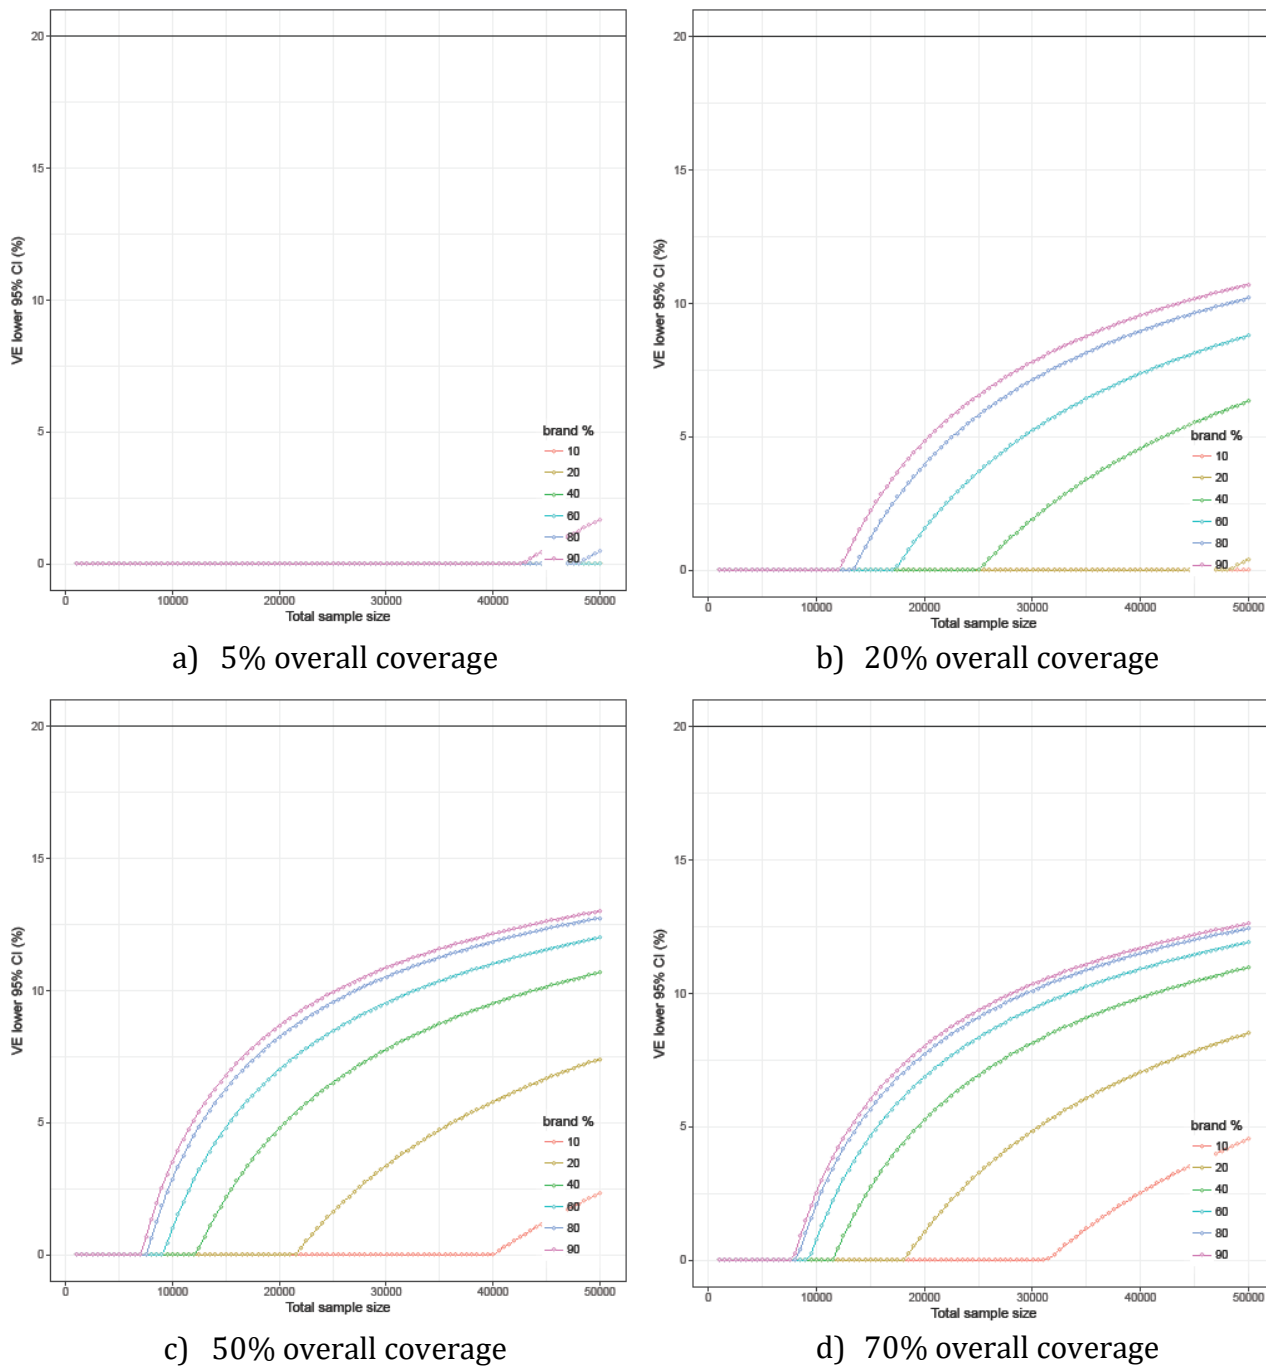 20
15
10
5
0
VE lower 95% CI (%)
brand %
10
20
40
60
80
90
0 10000 20000 30000 40000 50000
Total sample size
a) 5% overall coverage
20
15
10
5
0
VE lower 95% CI (%)
brand %
10
20
40
60
80
90
0 10000 20000 30000 40000 50000
Total sample size
b) 20% overall coverage
20
15
10
5
0
VE lower 95% CI (%)
brand %
10
20
40
60
80
90
0 10000 20000 30000 40000 50000
Total sample size
c) 50% overall coverage
20
15
10
5
0
VE lower 95% CI (%)
brand %
10
20
40
60
80
90
0 10000 20000 30000 40000 50000
Total sample size
d) 70% overall coverage